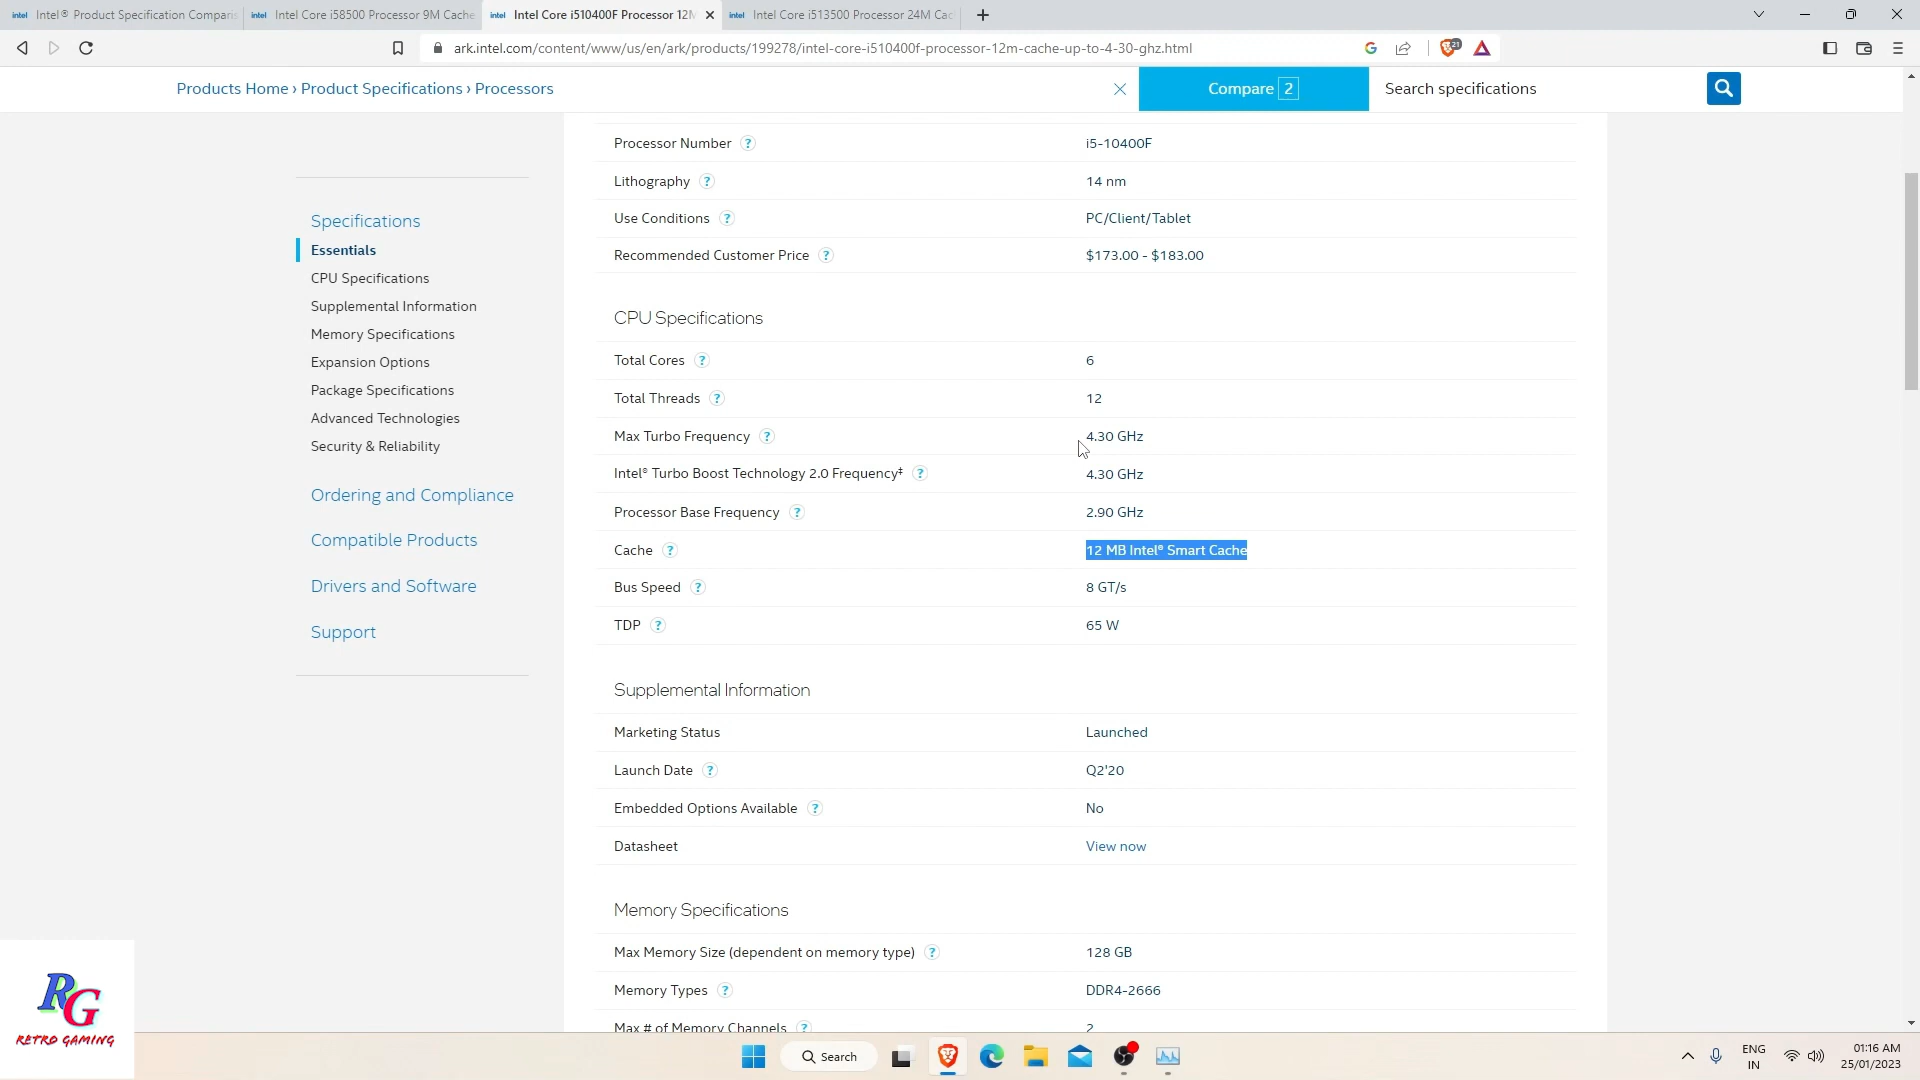 intel Intel® Product Specification Comparis
intel Intel Core i58500 Processor 9M Cache
intel Intel Core i510400F Processor 12M
intel Intel Core i513500 Processor 24M Cac
ark.intel.com/content/www/us/en/ark/products/199278/intel-core-i510400f-processor-12m-cache-up-to-4-30-ghz.html
Products Home › Product Specifications › Processors
Compare 2
Search specifications
Processor Number ? i5-10400F
Lithography ? 14 nm
Use Conditions ? PC/Client/Tablet
Recommended Customer Price ? $173.00 - $183.00
Specifications
Essentials
CPU Specifications
Supplemental Information
Memory Specifications
Expansion Options
Package Specifications
Advanced Technologies
Security & Reliability
Ordering and Compliance
Compatible Products
Drivers and Software
Support
CPU Specifications
Total Cores ? 6
Total Threads ? 12
Max Turbo Frequency ? 4.30 GHz
Intel® Turbo Boost Technology 2.0 Frequency‡ ? 4.30 GHz
Processor Base Frequency ? 2.90 GHz
Cache ? 12 MB Intel® Smart Cache
Bus Speed ? 8 GT/s
TDP ? 65 W
Supplemental Information
Marketing Status Launched
Launch Date ? Q2'20
Embedded Options Available ? No
Datasheet View now
Memory Specifications
Max Memory Size (dependent on memory type) ? 128 GB
Memory Types ? DDR4-2666
Max # of Memory Channels ? 2
RG
RETRO GAMING
Search
ENG
IN
01:16 AM
25/01/2023